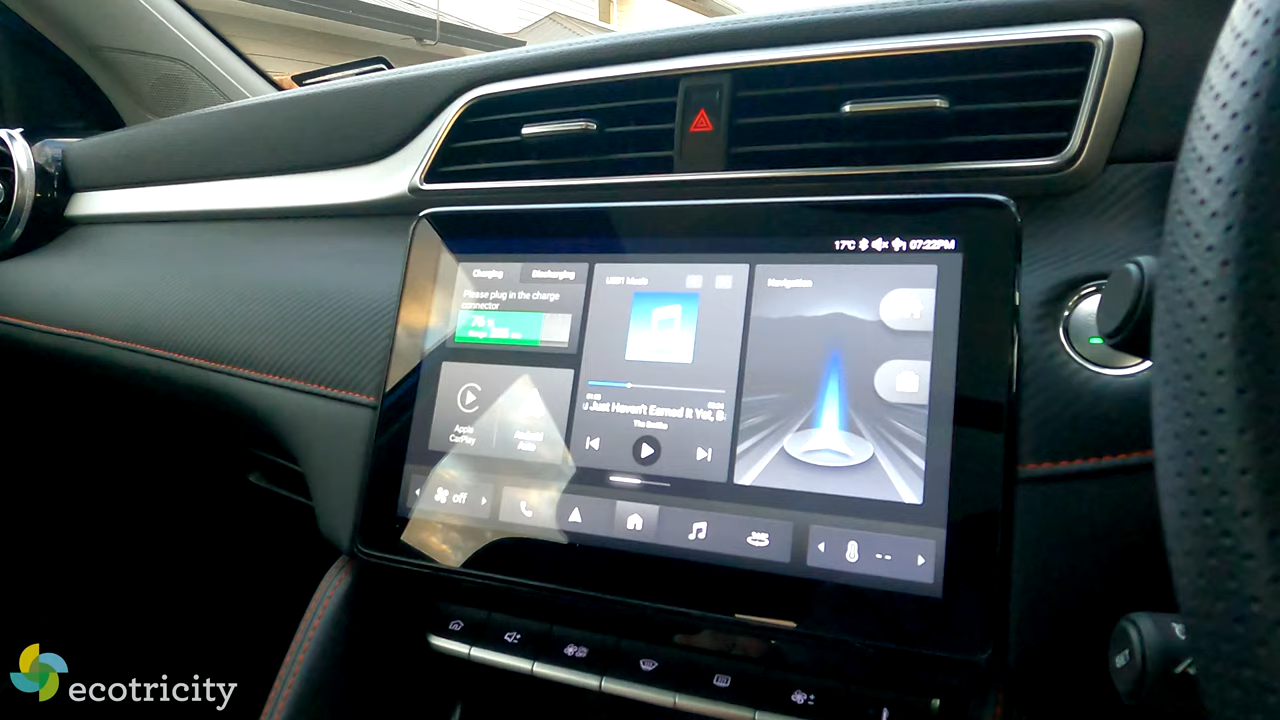 17°C 07:22PM
Charging Discharging
Please plug in the charge
connector
USB1 Music
Navigation
u Just Haven't Earned It Yet, B
The Smiths
Apple
CarPlay
Android
Auto
off
--
ecotricity